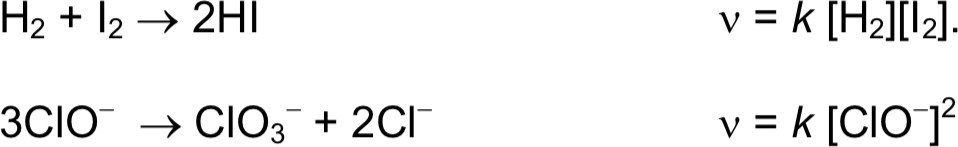 H₂ + I₂ → 2HI ν = k [H₂][I₂].
3ClO⁻ → ClO₃⁻ + 2Cl⁻ ν = k [ClO⁻]²